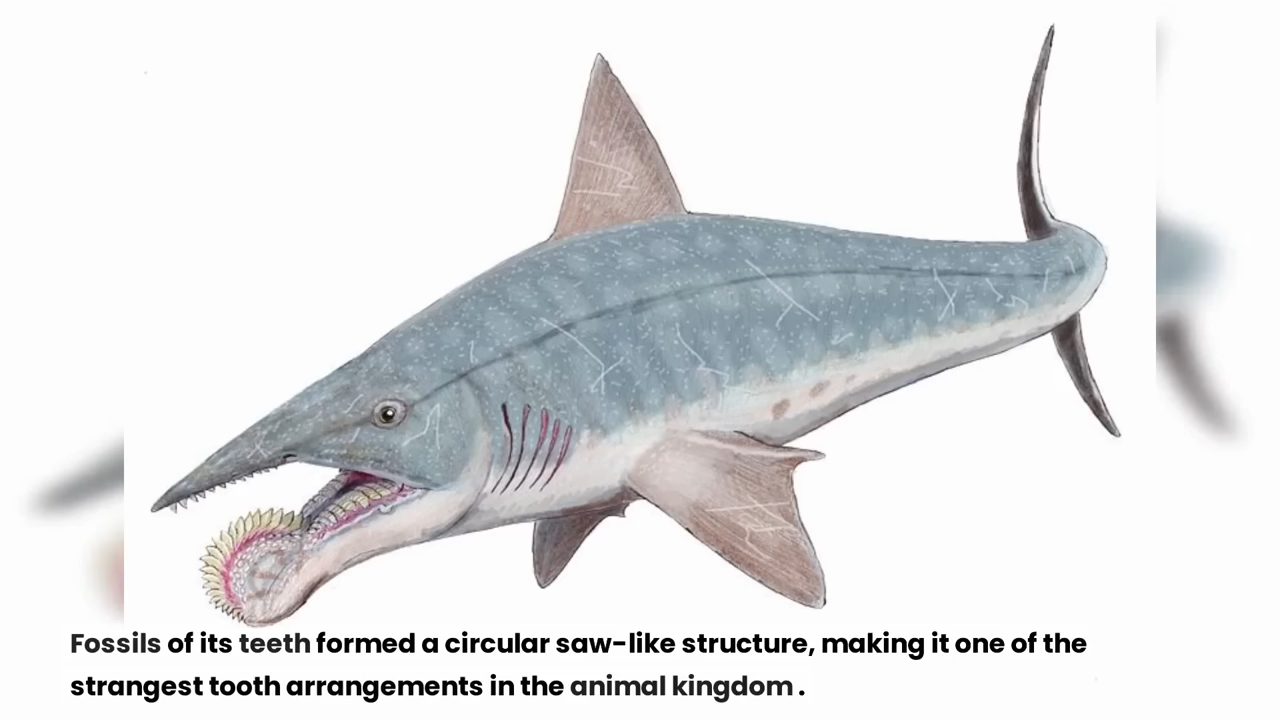 Fossils of its teeth formed a circular saw-like structure, making it one of the
strangest tooth arrangements in the animal kingdom .